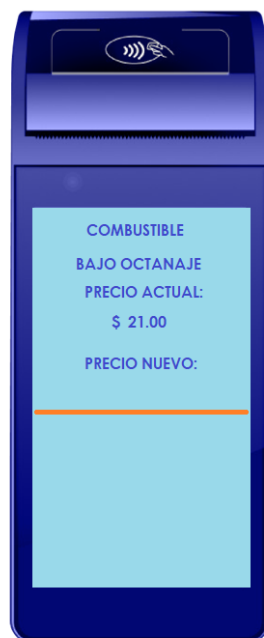 COMBUSTIBLE
BAJO OCTANAJE
PRECIO ACTUAL:
$ 21.00
PRECIO NUEVO: